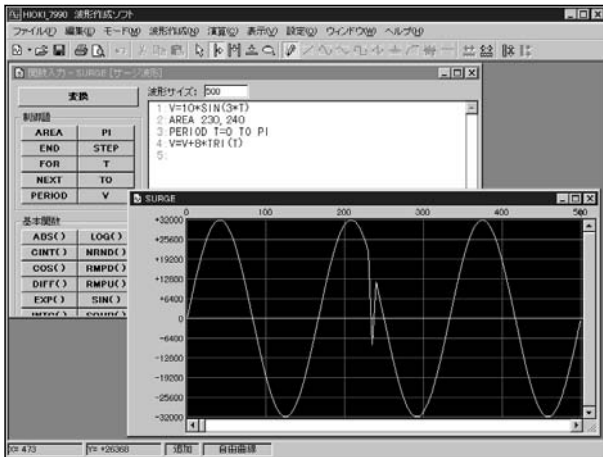 HIOKI_7990 波形作成ソフト
ファイル(F) 編集(E) モード(M) 波形作成(N) 演算(C) 表示(V) 設定(O) ウィンドウ(W) ヘルプ(H)
関数入力 - SURGE [サージ波形]
変換
波形サイズ: 500
制御語
AREA PI
END STEP
FOR T
NEXT TO
PERIOD V
基本関数
ABS() LOG()
CINT() NRND()
COS() RMPD()
DIFF() RMPU()
EXP() SIN()
1: V=10*SIN(3*T)
2: AREA 230,240
3: PERIOD T=0 TO PI
4: V=V+8*TRI(T)
5:
SURGE
0 100 200 300 400 500
+32000
+25600
+19200
+12800
+6400
0
-6400
-12800
-19200
-25600
-32000
X= 473 Y= +26368 追加 自由曲線